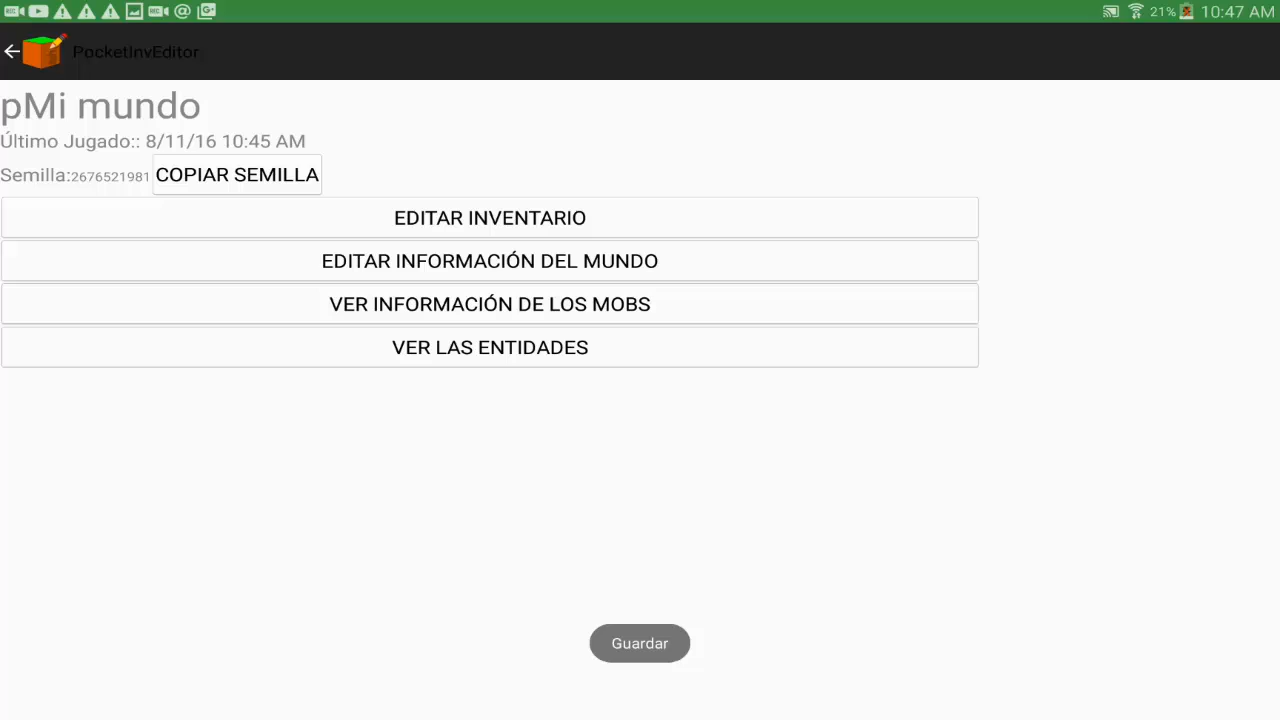 21% 10:47 AM
PocketInvEditor
pMi mundo
Último Jugado:: 8/11/16 10:45 AM
Semilla:2676521981 COPIAR SEMILLA
EDITAR INVENTARIO
EDITAR INFORMACIÓN DEL MUNDO
VER INFORMACIÓN DE LOS MOBS
VER LAS ENTIDADES
Guardar